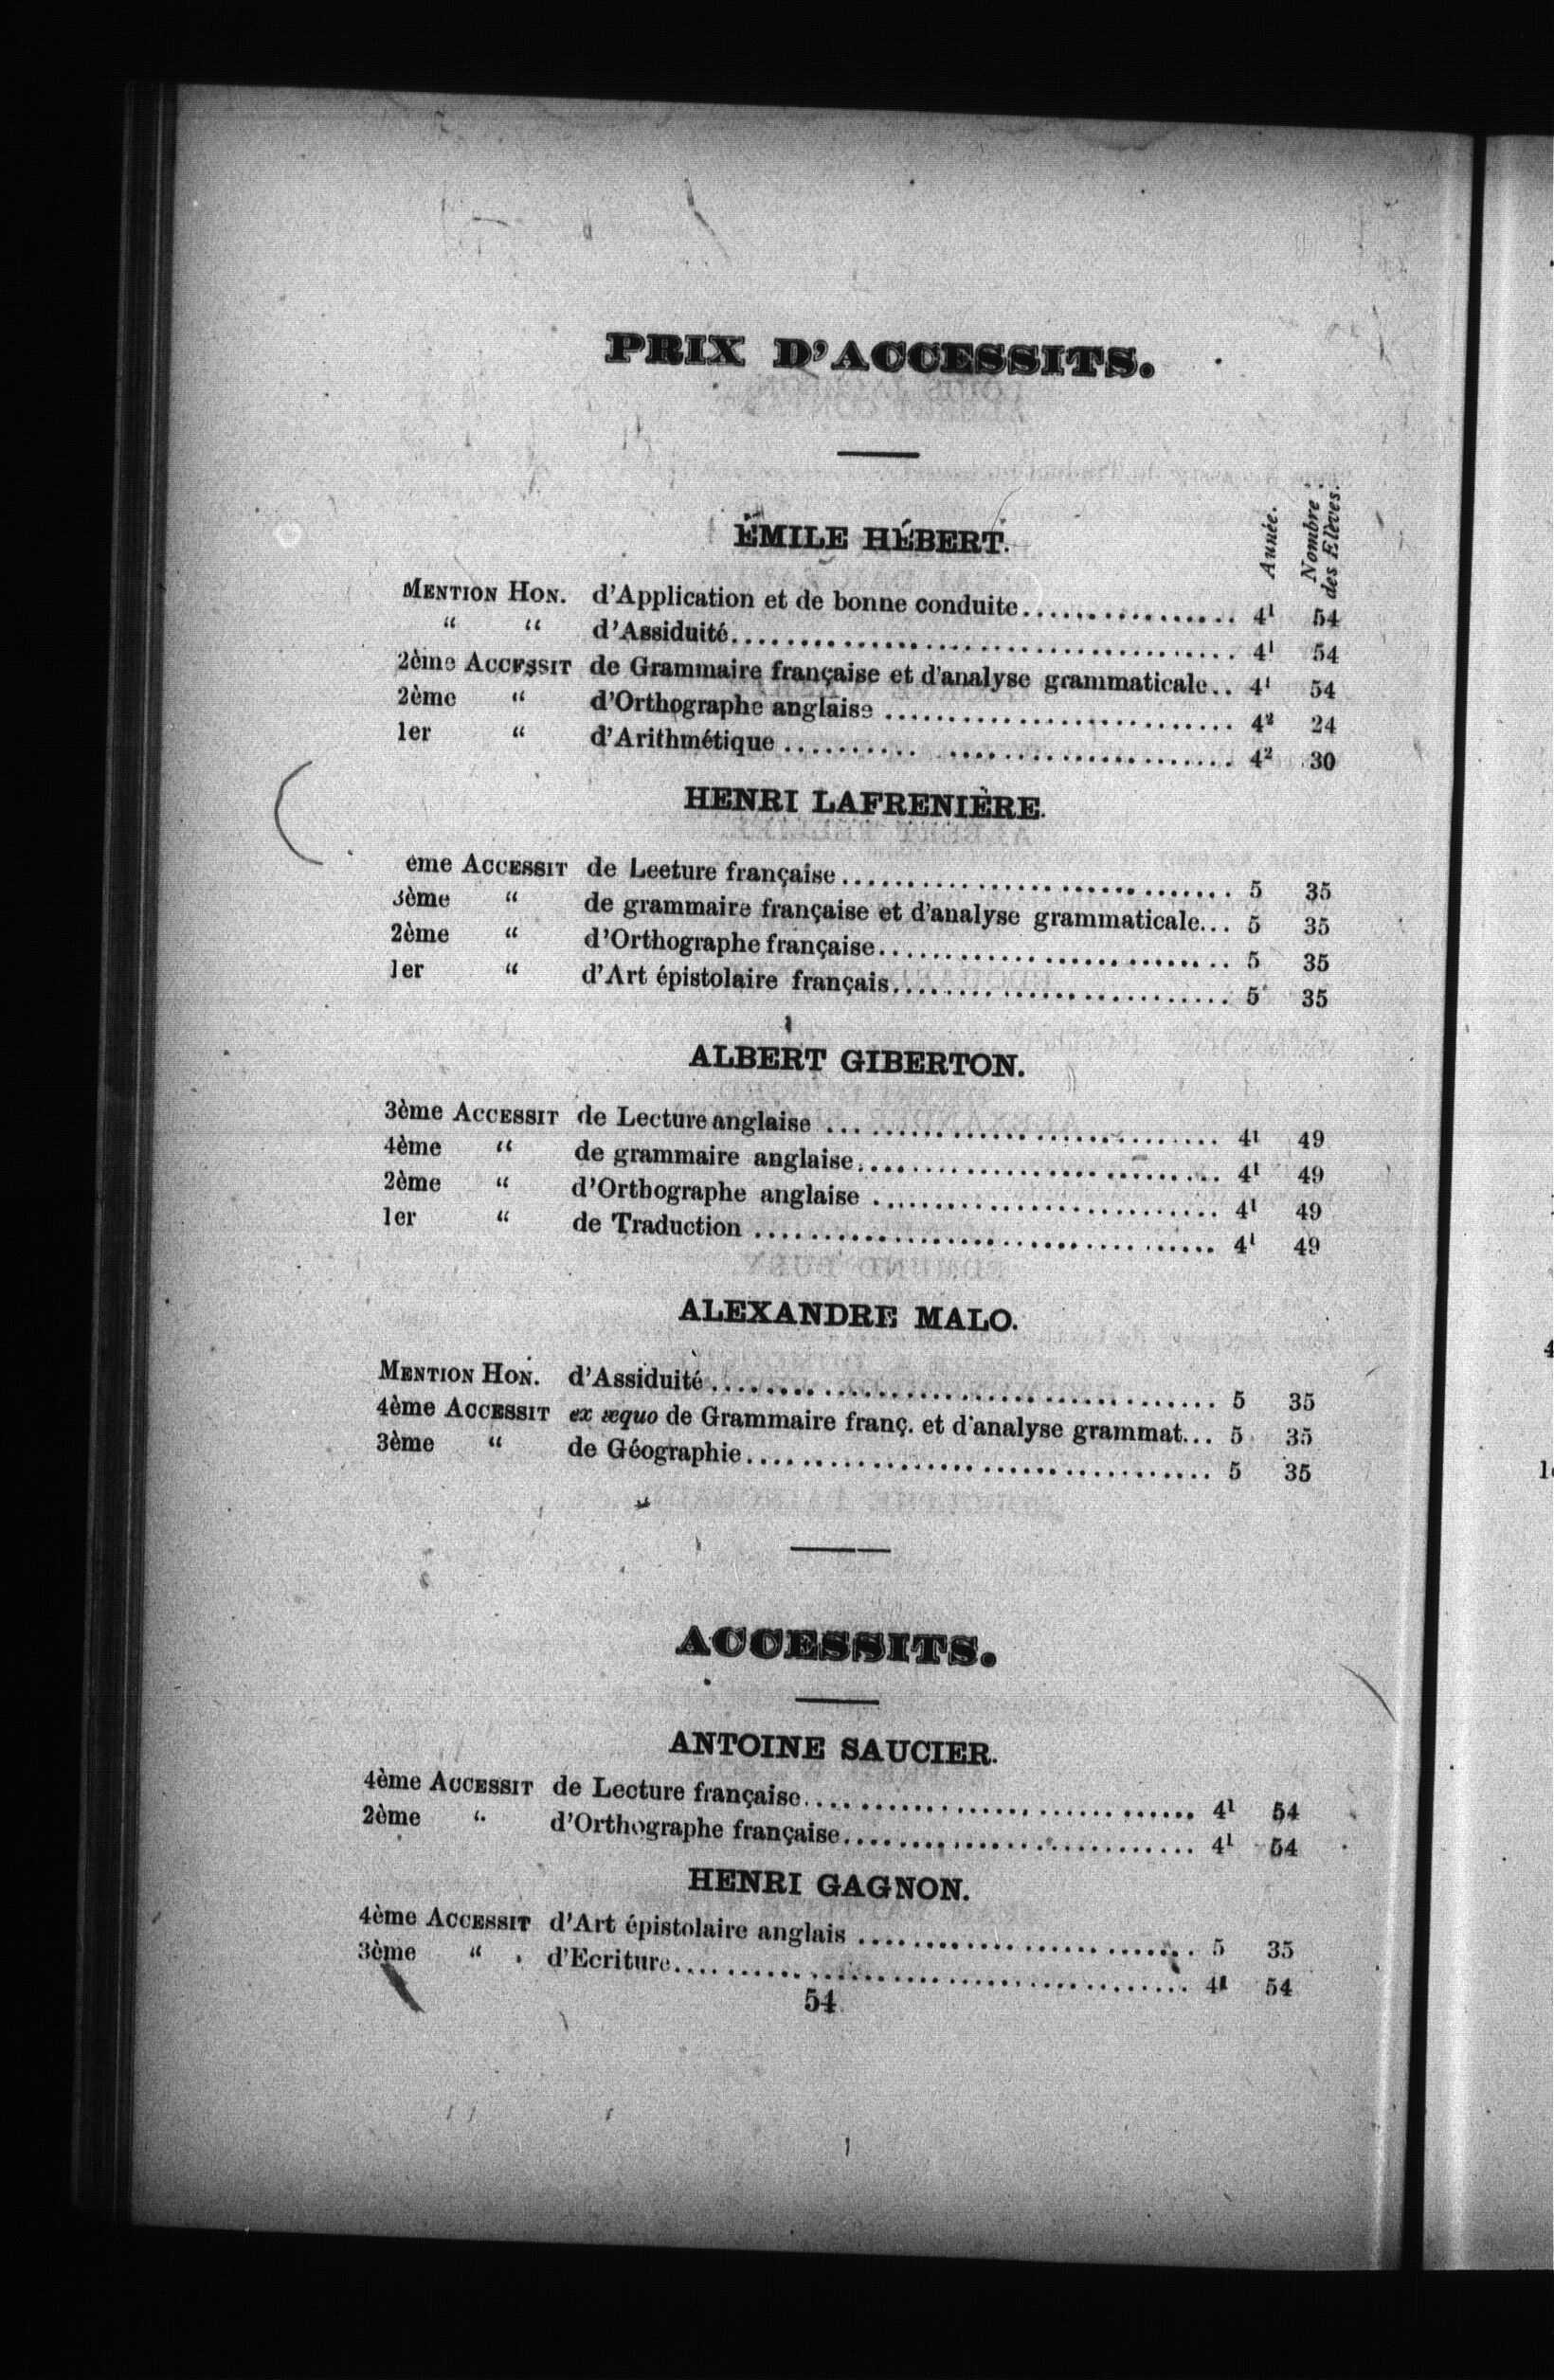 PRIX D'ACCESSITS.
Année.
Nombre des Elèves.
ÉMILE HÉBERT.
MENTION HON. d'Application et de bonne conduite................ 4¹ 54
“ “ d'Assiduité..................................... 4¹ 54
2ème ACCESSIT de Grammaire française et d'analyse grammaticale.. 4¹ 54
2ème “ d'Orthographe anglaise .......................... 4² 24
1er “ d'Arithmétique .......... ..................... 4² 30
HENRI LAFRENIÈRE.
ème ACCESSIT de Leeture française............................. 5 35
3ème “ de grammaire française et d'analyse grammaticale... 5 35
2ème “ d'Orthographe française.......................... 5 35
1er “ d'Art épistolaire français......................... 5 35
ALBERT GIBERTON.
3ème ACCESSIT de Lecture anglaise ............................. 4¹ 49
4ème “ de grammaire anglaise........................... 4¹ 49
2ème “ d'Orthographe anglaise .......................... 4¹ 49
1er “ de Traduction .................................. 4¹ 49
ALEXANDRE MALO.
MENTION HON. d'Assiduité..................................... 5 35
4ème ACCESSIT ex æquo de Grammaire franç. et d'analyse grammat... 5 35
3ème “ de Géographie.................................. 5 35
ACCESSITS.
ANTOINE SAUCIER.
4ème ACCESSIT de Lecture française............................. 4¹ 54
2ème “ d'Orthographe française.......................... 4¹ 54
HENRI GAGNON.
4ème ACCESSIT d'Art épistolaire anglais ......................... 5 35
3ème “ d'Ecriture...................................... 4¹ 54
54